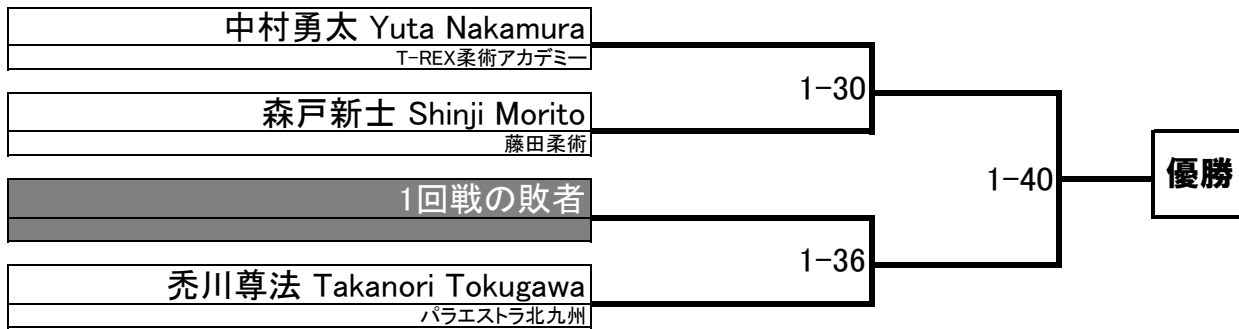 中村勇太 Yuta Nakamura
T-REX柔術アカデミー
1-30
森戸新士 Shinji Morito
藤田柔術
1-40
優勝
1回戦の敗者
1-36
禿川尊法 Takanori Tokugawa
パラエストラ北九州